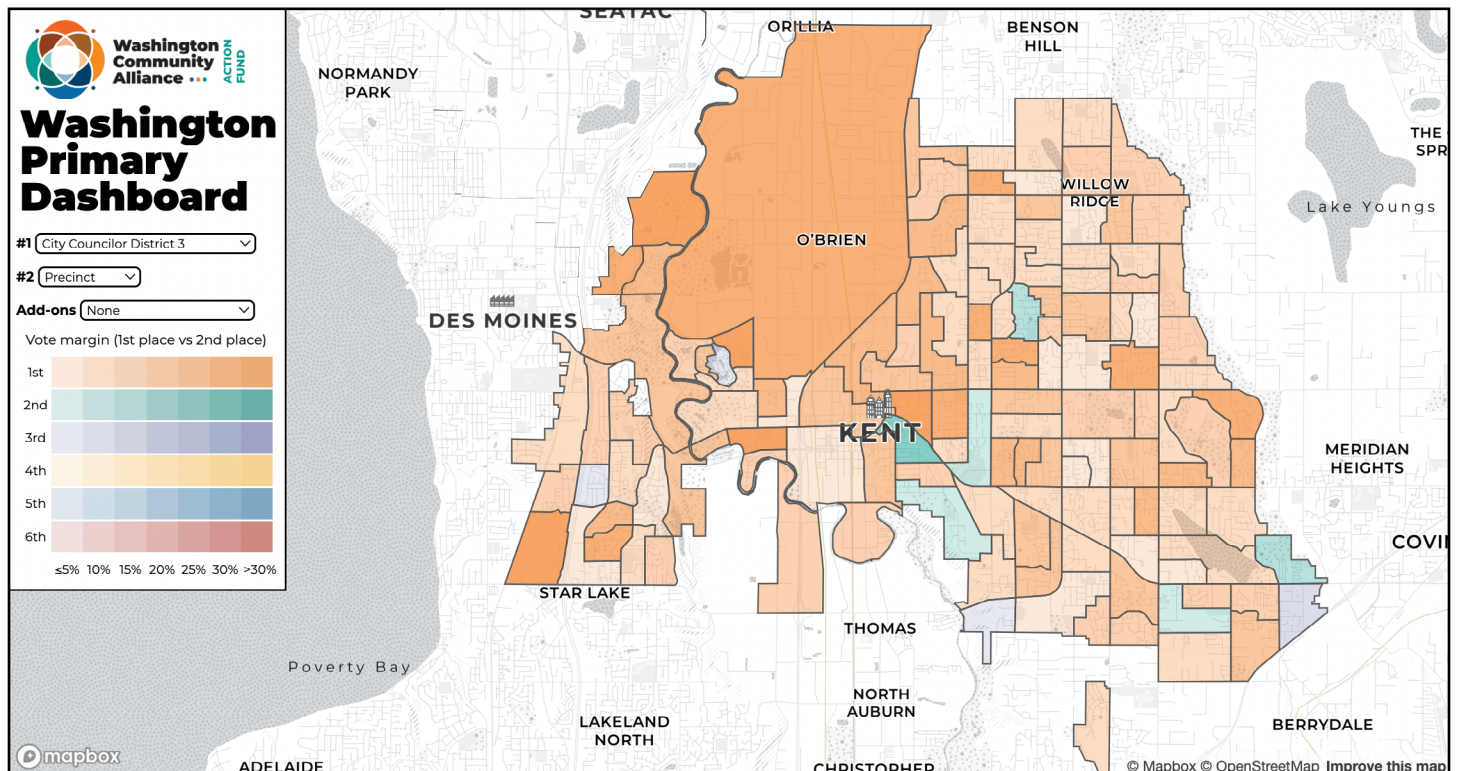 Washington
Community
Alliance
ACTION
FUND
Washington
Primary
Dashboard
#1 City Councilor District 3
#2 Precinct
Add-ons None
Vote margin (1st place vs 2nd place)
1st
2nd
3rd
4th
5th
6th
≤5% 10% 15% 20% 25% 30% >30%
SEATAC
ORILLIA
BENSON
HILL
NORMANDY
PARK
THE
SPR
WILLOW
RIDGE
Lake Youngs
O'BRIEN
DES MOINES
KENT
MERIDIAN
HEIGHTS
COVI
STAR LAKE
THOMAS
Poverty Bay
NORTH
AUBURN
LAKELAND
NORTH
BERRYDALE
ADELAIDE
CHRISTOPHER
mapbox
© Mapbox © OpenStreetMap Improve this map